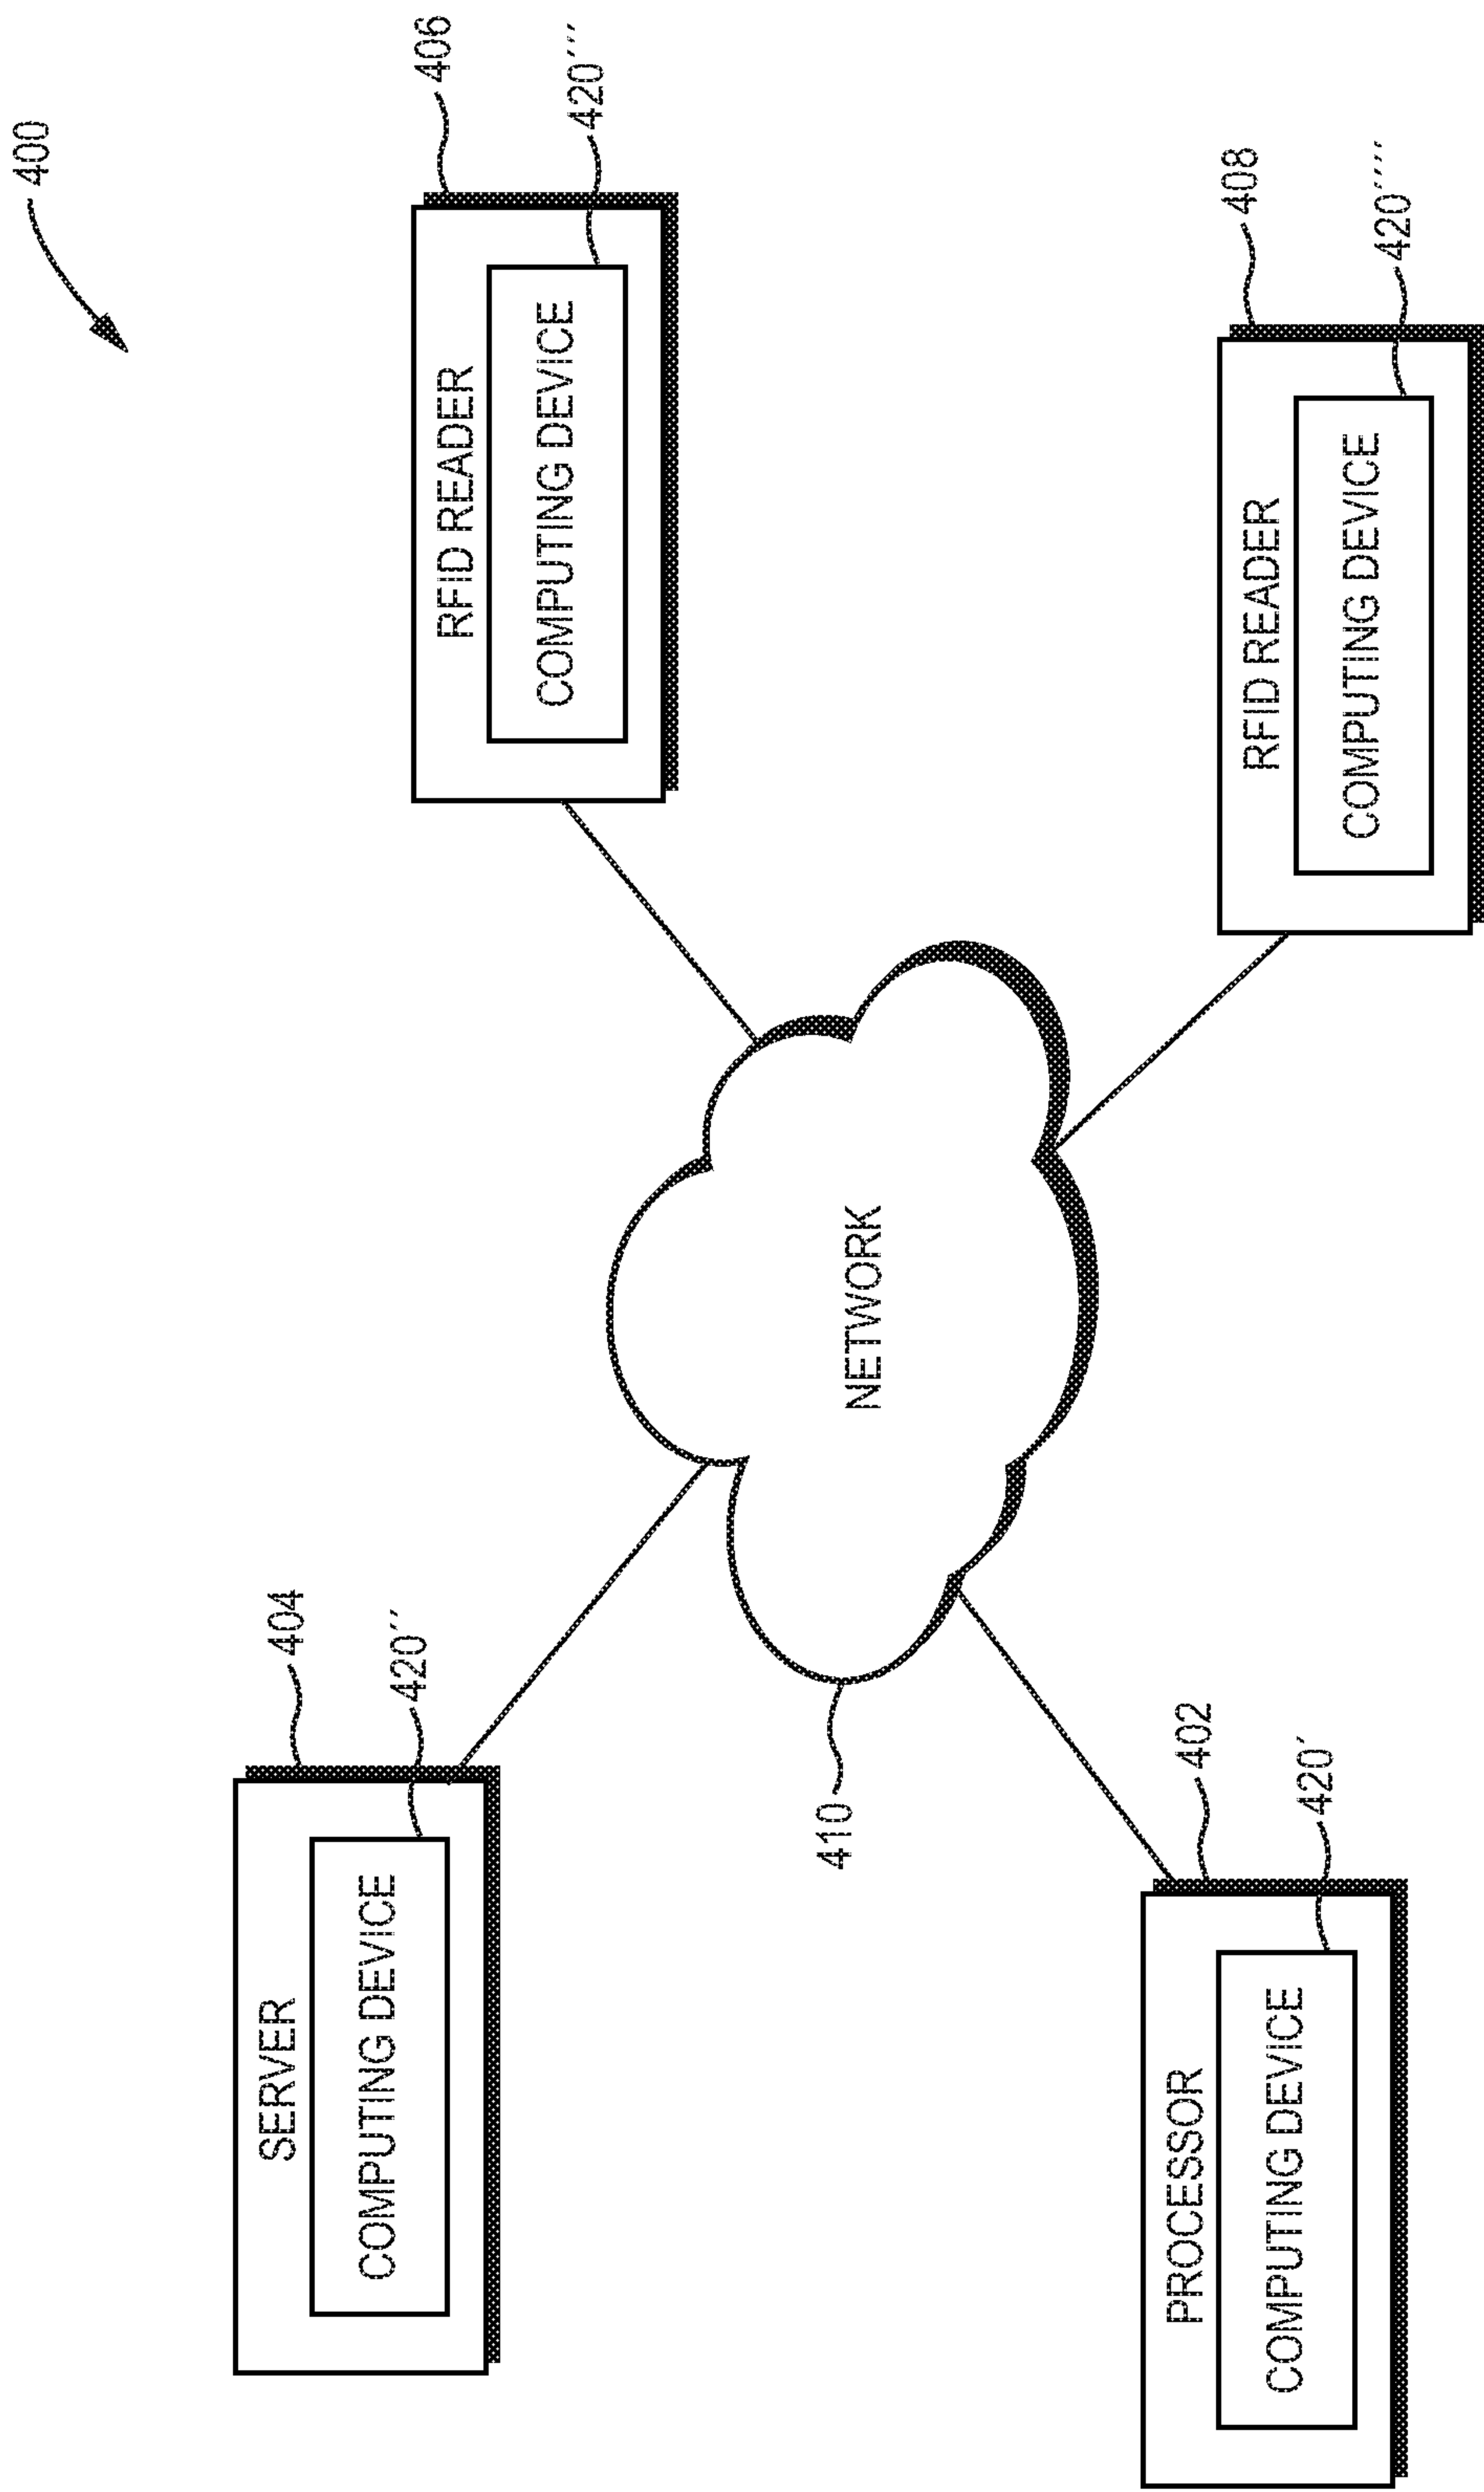 400
404
SERVER
420´´
COMPUTING DEVICE
406
RFID READER
420´´´
COMPUTING DEVICE
410
NETWORK
402
PROCESSOR
420´
COMPUTING DEVICE
408
RFID READER
420´´´´
COMPUTING DEVICE